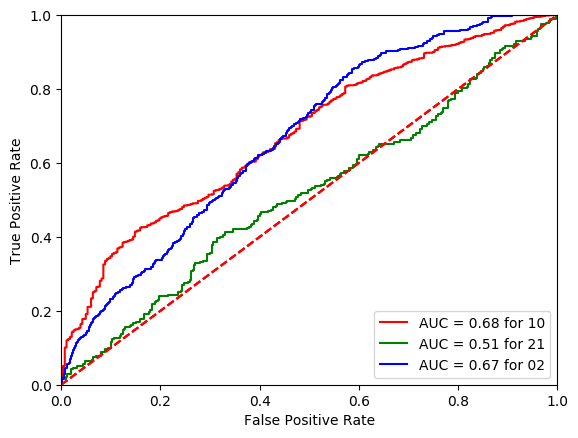 1.0
0.8
0.6
0.4
0.2
0.0
True Positive Rate
0.0 0.2 0.4 0.6 0.8 1.0
False Positive Rate
AUC = 0.68 for 10
AUC = 0.51 for 21
AUC = 0.67 for 02